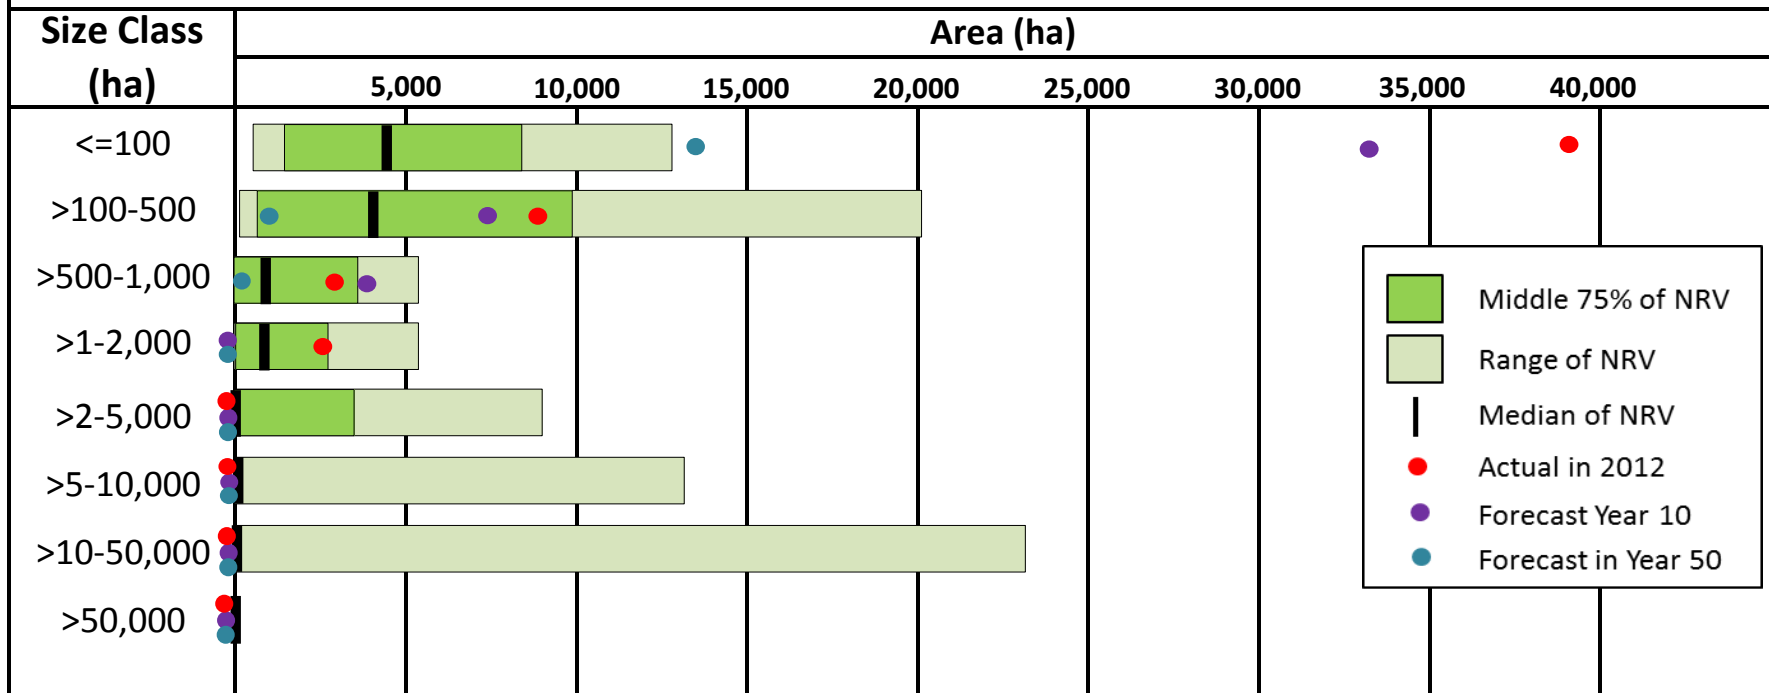 Size Class
(ha)
Area (ha)
5,000 10,000 15,000 20,000 25,000 30,000 35,000 40,000
<=100
>100-500
>500-1,000
>1-2,000
>2-5,000
>5-10,000
>10-50,000
>50,000
Middle 75% of NRV
Range of NRV
Median of NRV
Actual in 2012
Forecast Year 10
Forecast in Year 50